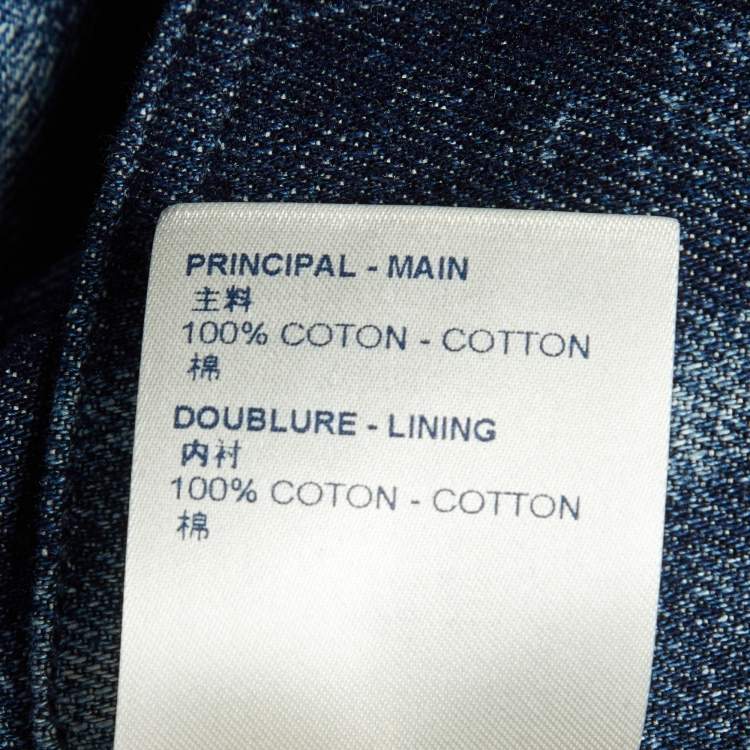 PRINCIPAL - MAIN
主料
100% COTON - COTTON
棉
DOUBLURE - LINING
内衬
100% COTON - COTTON
棉